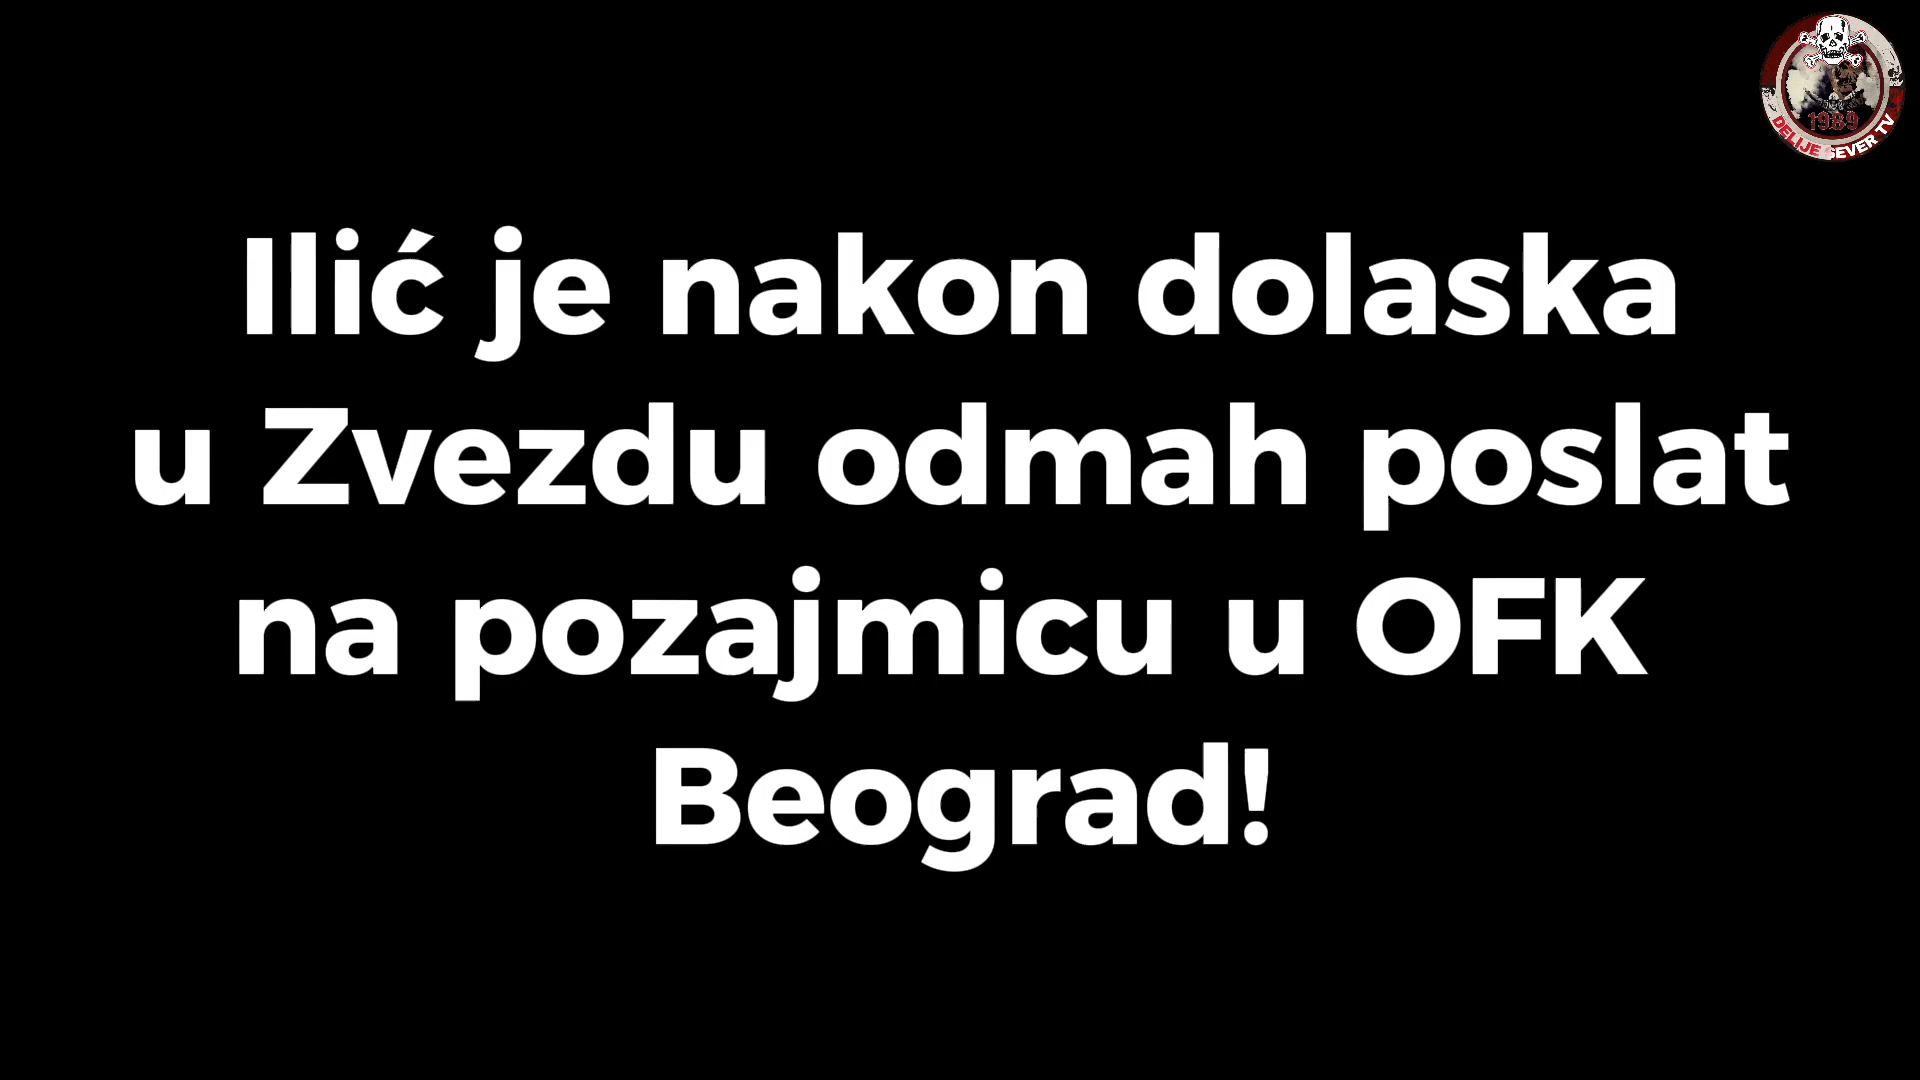 1989
DELIJE SEVER TV
Ilić je nakon dolaska
u Zvezdu odmah poslat
na pozajmicu u OFK
Beograd!